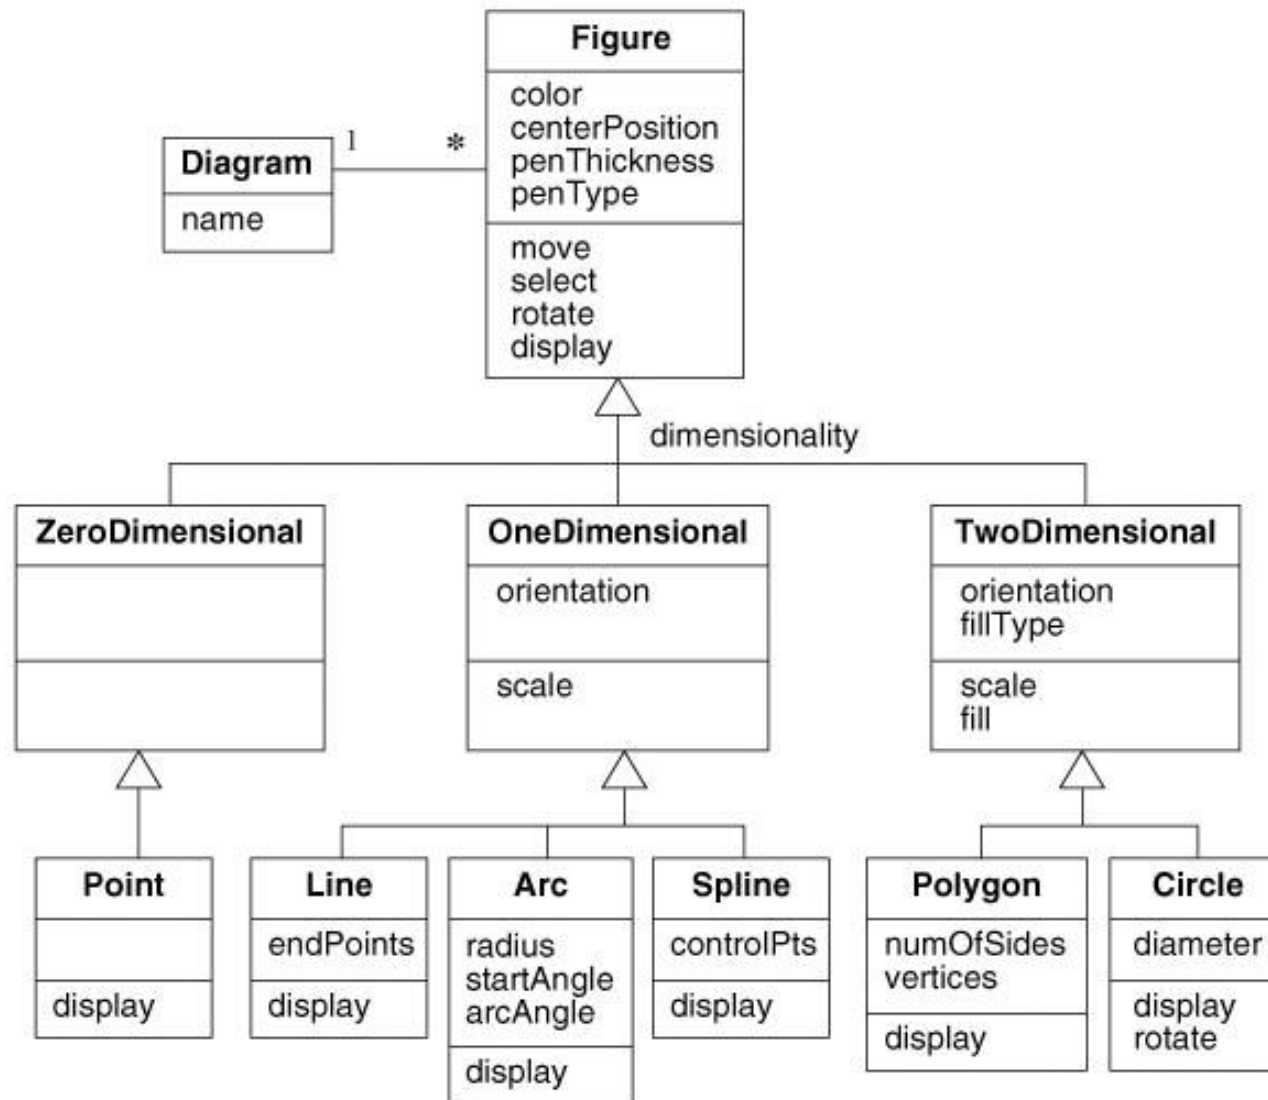 Figure
color
centerPosition
penThickness
penType
move
select
rotate
display
Diagram
name
1
*
dimensionality
ZeroDimensional
OneDimensional
orientation
scale
TwoDimensional
orientation
fillType
scale
fill
Point
display
Line
endPoints
display
Arc
radius
startAngle
arcAngle
display
Spline
controlPts
display
Polygon
numOfSides
vertices
display
Circle
diameter
display
rotate